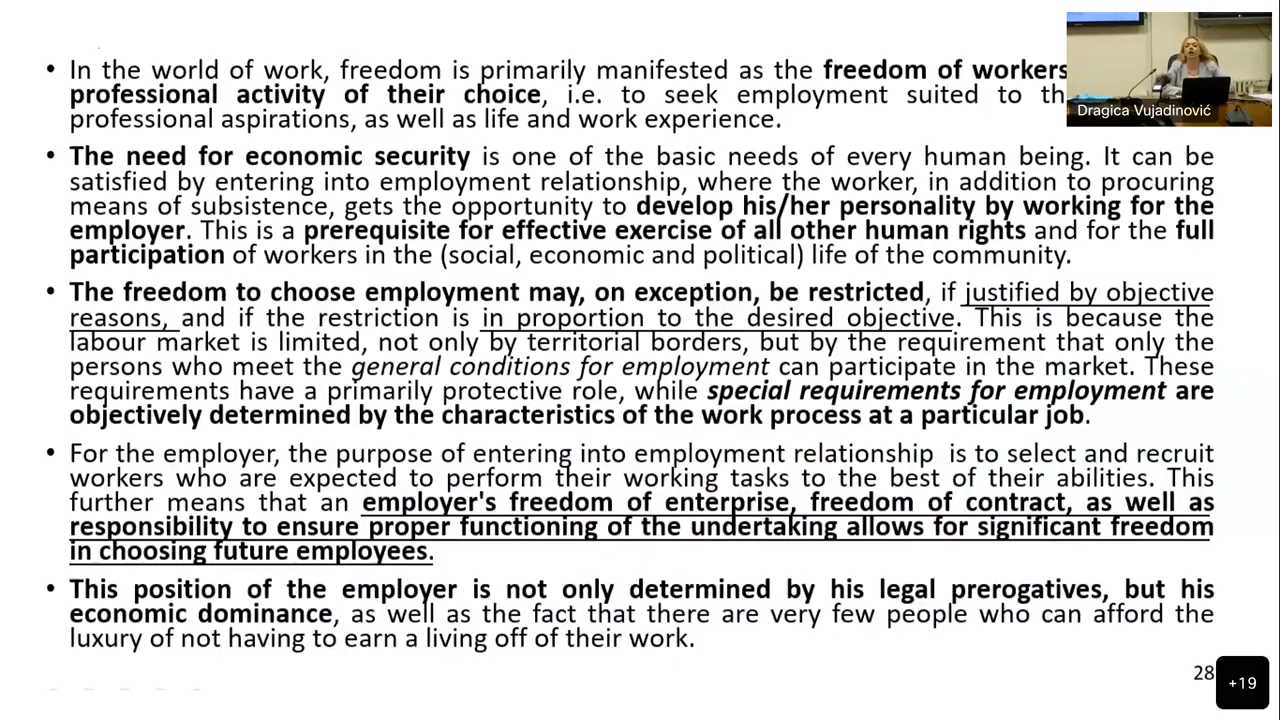 • In the world of work, freedom is primarily manifested as the freedom of workers
professional activity of their choice, i.e. to seek employment suited to
professional aspirations, as well as life and work experience.
• The need for economic security is one of the basic needs of every human being. It can be
satisfied by entering into employment relationship, where the worker, in addition to procuring
means of subsistence, gets the opportunity to develop his/her personality by working for the
employer. This is a prerequisite for effective exercise of all other human rights and for the full
participation of workers in the (social, economic and political) life of the community.
• The freedom to choose employment may, on exception, be restricted, if justified by objective
reasons, and if the restriction is in proportion to the desired objective. This is because the
labour market is limited, not only by territorial borders, but by the requirement that only the
persons who meet the general conditions for employment can participate in the market. These
requirements have a primarily protective role, while special requirements for employment are
objectively determined by the characteristics of the work process at a particular job.
• For the employer, the purpose of entering into employment relationship is to select and recruit
workers who are expected to perform their working tasks to the best of their abilities. This
further means that an employer's freedom of enterprise, freedom of contract, as well as
responsibility to ensure proper functioning of the undertaking allows for significant freedom
in choosing future employees.
• This position of the employer is not only determined by his legal prerogatives, but his
economic dominance, as well as the fact that there are very few people who can afford the
luxury of not having to earn a living off of their work.
28
Dragica Vujadinović
+19